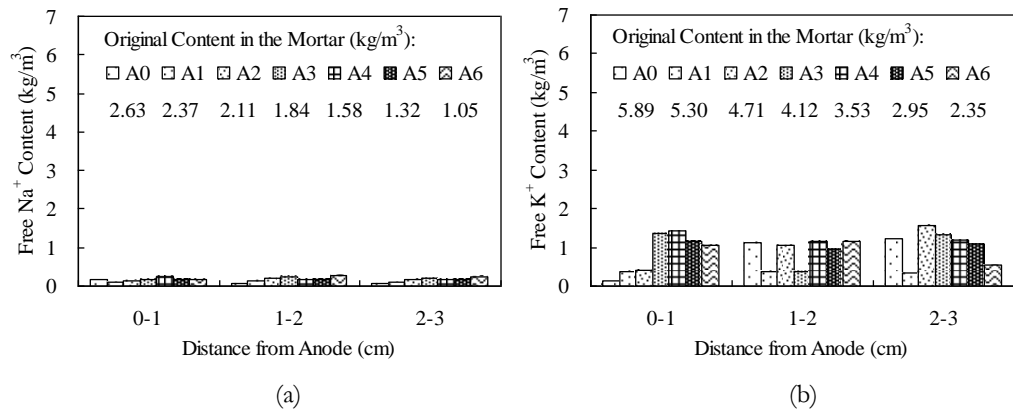 Original Content in the Mortar (kg/m³):
A0 A1 A2 A3 A4 A5 A6
2.63 2.37 2.11 1.84 1.58 1.32 1.05
Free Na⁺ Content (kg/m³)
7
6
5
4
3
2
1
0
0-1 1-2 2-3
Distance from Anode (cm)
(a)
Original Content in the Mortar (kg/m³):
A0 A1 A2 A3 A4 A5 A6
5.89 5.30 4.71 4.12 3.53 2.95 2.35
Free K⁺ Content (kg/m³)
7
6
5
4
3
2
1
0
0-1 1-2 2-3
Distance from Anode (cm)
(b)